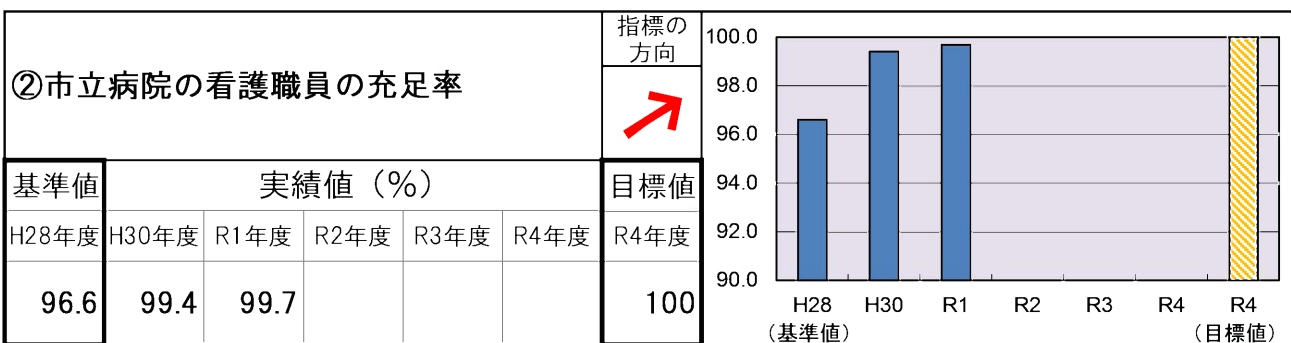 ②市立病院の看護職員の充足率
指標の
方向
基準値 実績値（%） 目標値
H28年度 H30年度 R1年度 R2年度 R3年度 R4年度 R4年度
96.6 99.4 99.7 100
100.0
98.0
96.0
94.0
92.0
90.0
H28 H30 R1 R2 R3 R4 R4
（基準値） （目標値）